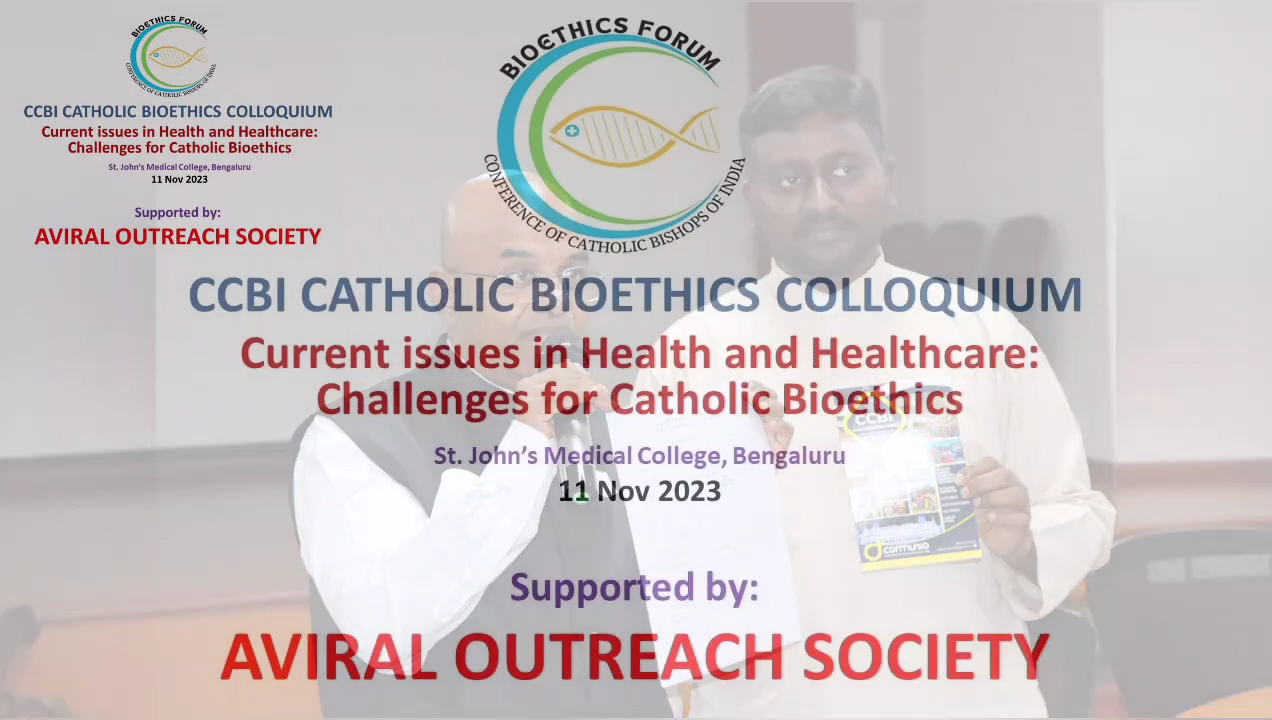 BIOETHICS FORUM
CONFERENCE OF CATHOLIC BISHOPS OF INDIA
CCBI CATHOLIC BIOETHICS COLLOQUIUM
Current issues in Health and Healthcare:
Challenges for Catholic Bioethics
St. John's Medical College, Bengaluru
11 Nov 2023
Supported by:
AVIRAL OUTREACH SOCIETY
BIOETHICS FORUM
CONFERENCE OF CATHOLIC BISHOPS OF INDIA
CCBI CATHOLIC BIOETHICS COLLOQUIUM
Current issues in Health and Healthcare:
Challenges for Catholic Bioethics
St. John's Medical College, Bengaluru
11 Nov 2023
Supported by:
AVIRAL OUTREACH SOCIETY
CCBI
communio